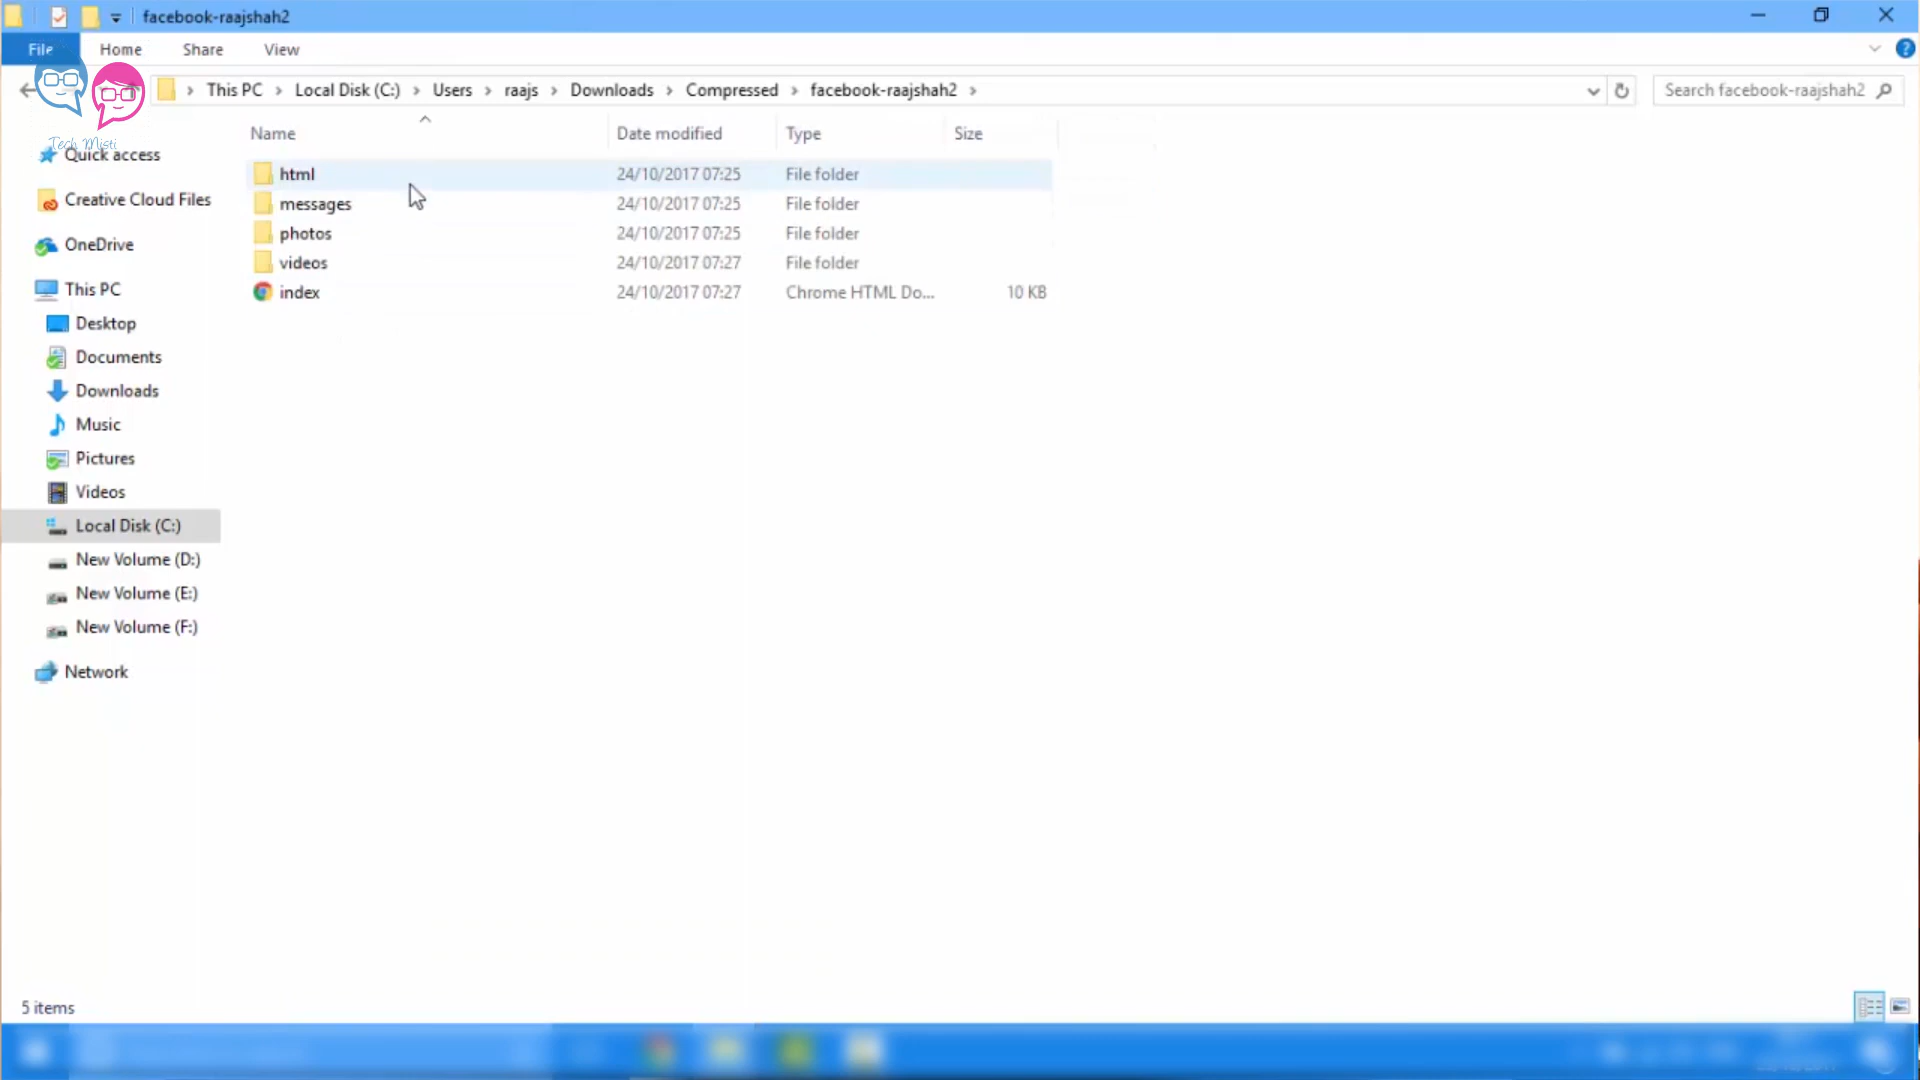 facebook-raajshah2
File Home Share View
This PC Local Disk (C:) Users raajs Downloads Compressed facebook-raajshah2 Search facebook-raajshah2
Tech Misti
Name Date modified Type Size
Quick access
Creative Cloud Files
OneDrive
This PC
Desktop
Documents
Downloads
Music
Pictures
Videos
Local Disk (C:)
New Volume (D:)
New Volume (E:)
New Volume (F:)
Network
html 24/10/2017 07:25 File folder
messages 24/10/2017 07:25 File folder
photos 24/10/2017 07:25 File folder
videos 24/10/2017 07:27 File folder
index 24/10/2017 07:27 Chrome HTML Do... 10 KB
5 items